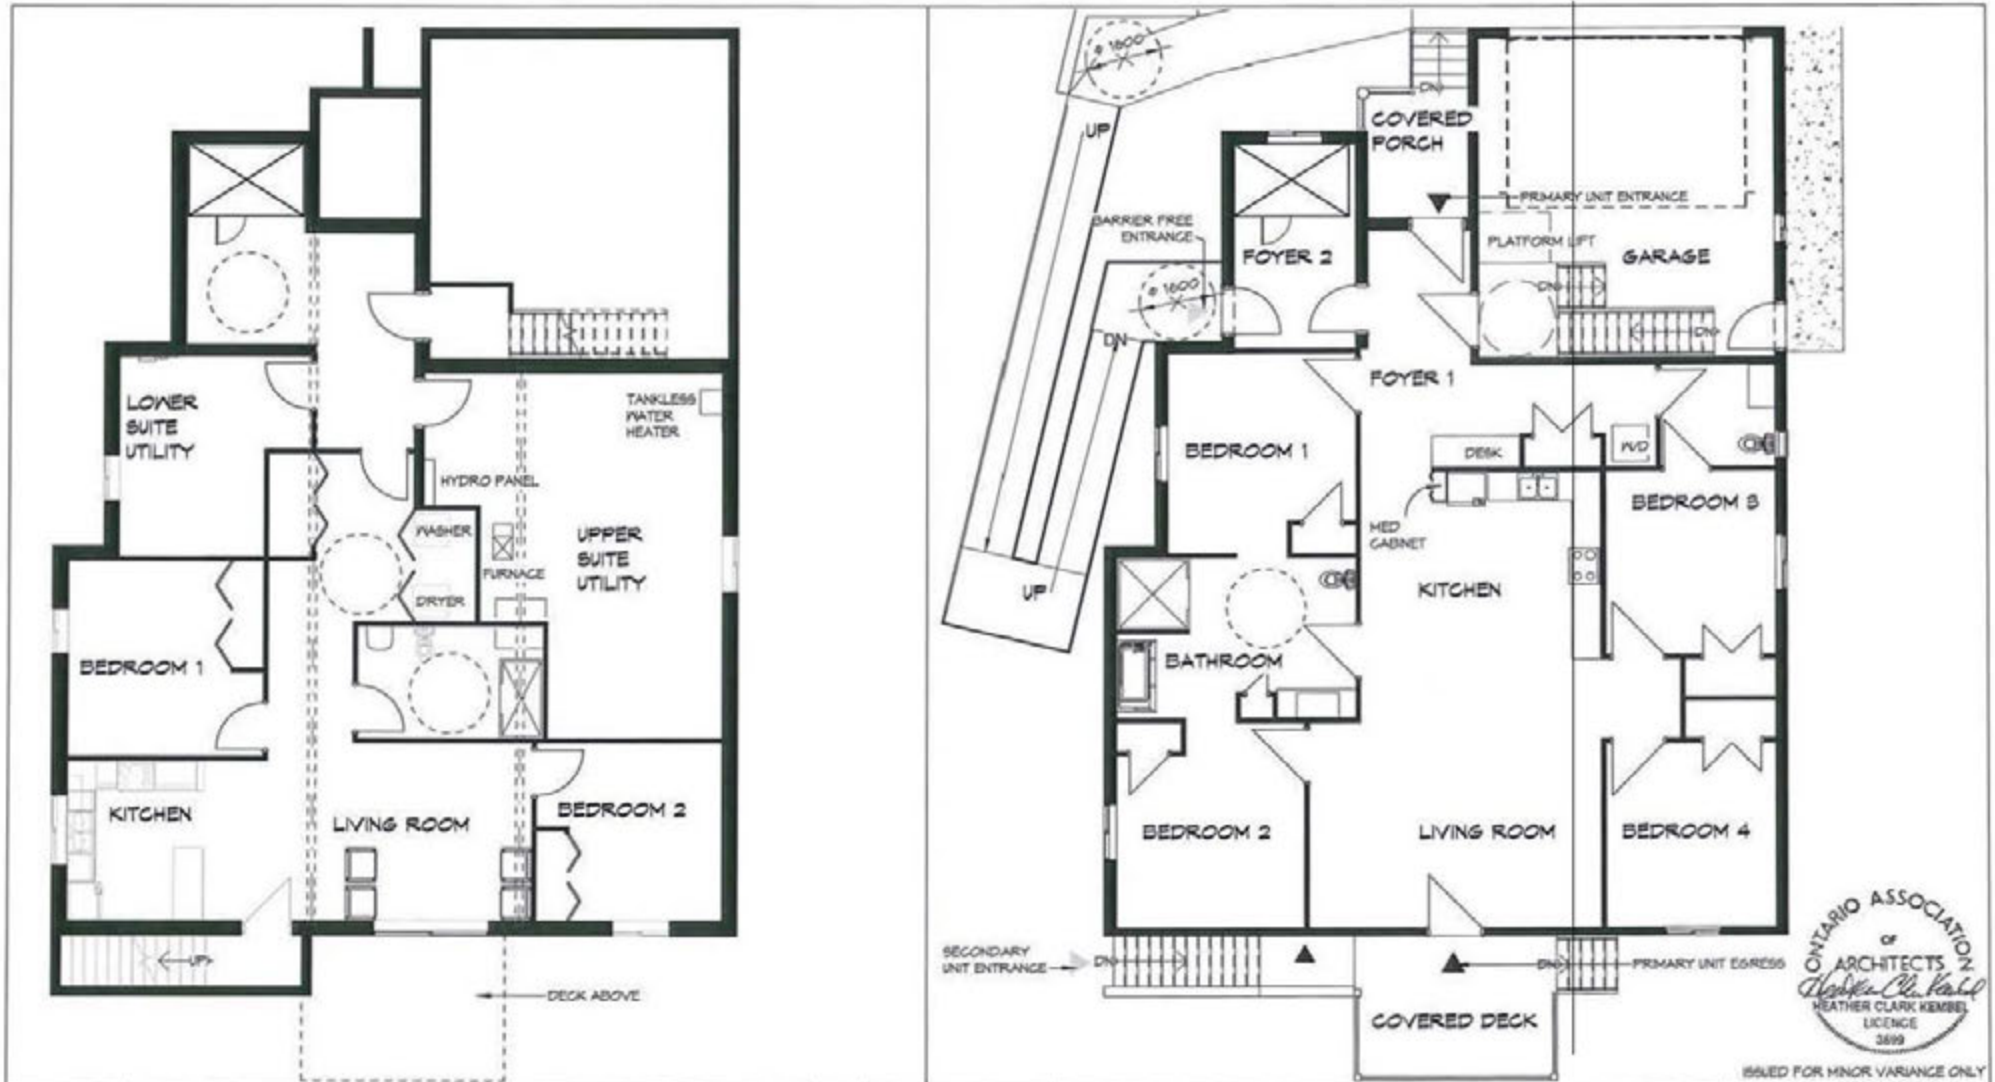 LOWER
SUITE
UTILITY
TANKLESS
WATER
HEATER
HYDRO PANEL
WASHER
FURNACE
UPPER
SUITE
UTILITY
DRYER
BEDROOM 1
KITCHEN
LIVING ROOM
BEDROOM 2
UP
DECK ABOVE
ø 1600
UP
COVERED
PORCH
DN
PRIMARY UNIT ENTRANCE
BARRIER FREE
ENTRANCE
FOYER 2
PLATFORM LIFT
GARAGE
ø 1600
DN
DN
DN
FOYER 1
BEDROOM 1
DESK
W/D
MED
CABINET
BEDROOM 3
KITCHEN
UP
BATHROOM
BEDROOM 2
LIVING ROOM
BEDROOM 4
SECONDARY
UNIT ENTRANCE
DN
DN
PRIMARY UNIT EGRESS
COVERED DECK
ONTARIO ASSOCIATION
OF
ARCHITECTS
HEATHER CLARK KEMBEL
LICENCE
ISSUED FOR MINOR VARIANCE ONLY